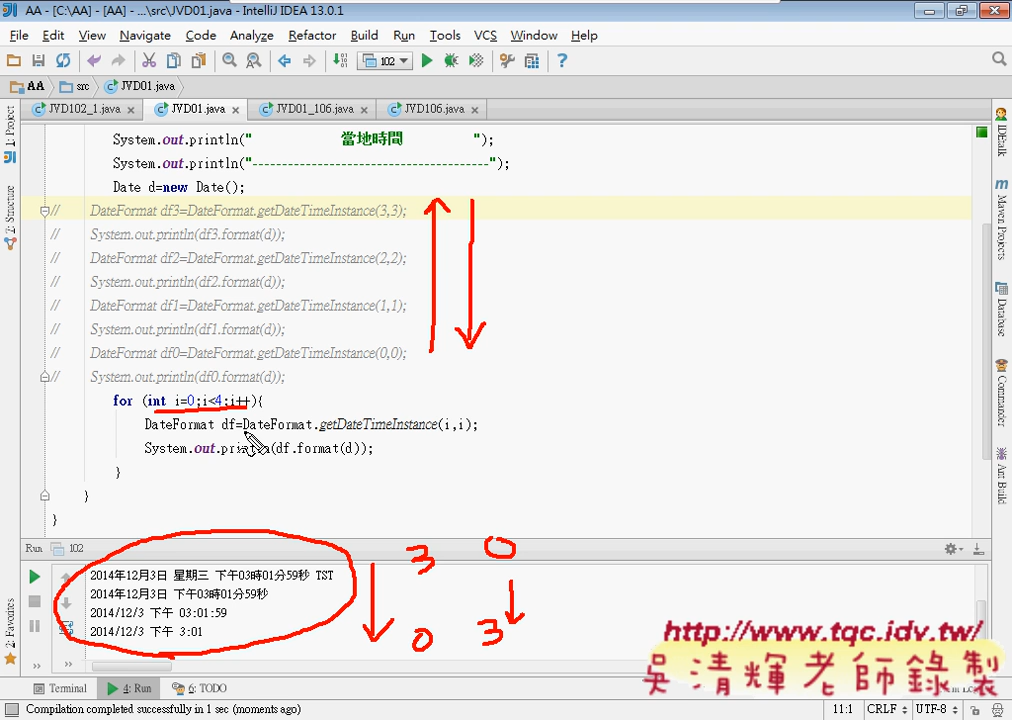 AA - [C:\AA] - [AA] - ...\src\JVD01.java - IntelliJ IDEA 13.0.1
File Edit View Navigate Code Analyze Refactor Build Run Tools VCS Window Help
102
AA src JVD01.java
JVD102_1.java JVD01.java JVD01_106.java JVD106.java
1: Project
2: Structure
2: Favorites
IDEtalk
Maven Projects
Database
Commander
Ant Build
System.out.println("          當地時間          ");
System.out.println("--------------------------------------");
Date d=new Date();
// DateFormat df3=DateFormat.getDateTimeInstance(3,3);
// System.out.println(df3.format(d));
// DateFormat df2=DateFormat.getDateTimeInstance(2,2);
// System.out.println(df2.format(d));
// DateFormat df1=DateFormat.getDateTimeInstance(1,1);
// System.out.println(df1.format(d));
// DateFormat df0=DateFormat.getDateTimeInstance(0,0);
// System.out.println(df0.format(d));
for (int i=0;i<4;i++){
DateFormat df=DateFormat.getDateTimeInstance(i,i);
System.out.println(df.format(d));
}
}
}
Run 102
2014年12月3日 星期三 下午03時01分59秒 TST
2014年12月3日 下午03時01分59秒
2014/12/3 下午 03:01:59
2014/12/3 下午 3:01
3 0
0 3
http://www.tqc.idv.tw/
吳清輝老師錄製
Terminal 4: Run 6: TODO
Compilation completed successfully in 1 sec (moments ago)
11:1 CRLF UTF-8